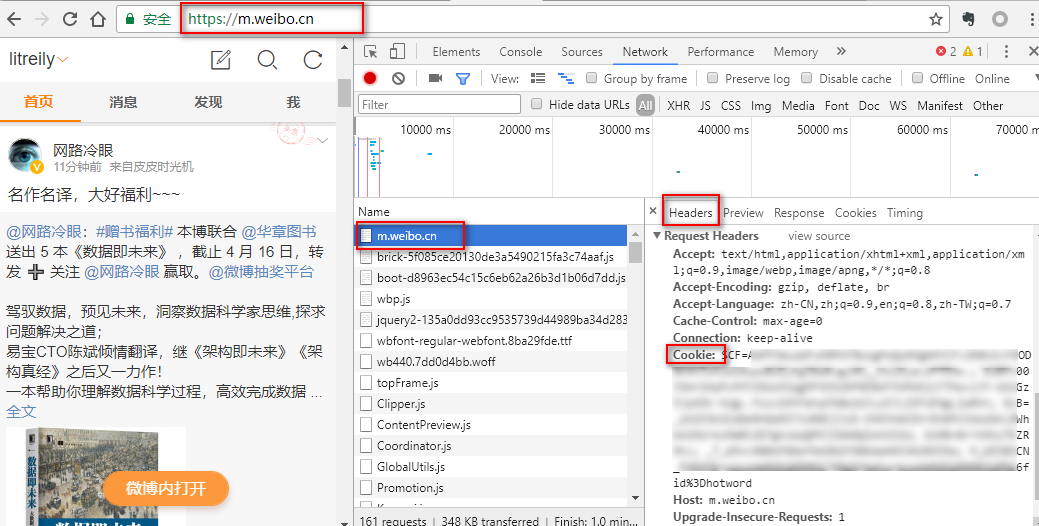 安全 https://m.weibo.cn
litreily
首页 消息 发现 我
网路冷眼
11分钟前 来自皮皮时光机
名作名译，大好福利~~~
@网路冷眼：#赠书福利# 本博联合 @华章图书
送出 5 本《数据即未来》，截止 4 月 16 日，转
发 ➕ 关注 @网路冷眼 赢取。@微博抽奖平台
驾驭数据，预见未来，洞察数据科学家思维,探求
问题解决之道；
易宝CTO陈斌倾情翻译，继《架构即未来》《架
构真经》之后又一力作！
一本帮助你理解数据科学过程，高效完成数据 ...
全文
数据即未来
微博内打开
Elements Console Sources Network Performance Memory » 2 1
View: Group by frame Preserve log Disable cache Offline Online
Filter Hide data URLs All XHR JS CSS Img Media Font Doc WS Manifest Other
10000 ms 20000 ms 30000 ms 40000 ms 50000 ms 60000 ms 70000 m
Name
m.weibo.cn
brick-5f085ce20130de3a5490215fa3c74aaf.js
boot-d8963ec54c15c6eb62a26b3d1b06d7dd.js
wbp.js
jquery2-135a0dd93cc9535739d44989ba34d283
wbfont-regular-webfont.8ba29fde.ttf
wb440.7dd0d4bb.woff
topFrame.js
Clipper.js
ContentPreview.js
Coordinator.js
GlobalUtils.js
Promotion.js
161 requests | 348 KB transferred | Finish: 1.0 min...
× Headers Preview Response Cookies Timing
Request Headers view source
Accept: text/html,application/xhtml+xml,application/xm
l;q=0.9,image/webp,image/apng,*/*;q=0.8
Accept-Encoding: gzip, deflate, br
Accept-Language: zh-CN,zh;q=0.9,en;q=0.8,zh-TW;q=0.7
Cache-Control: max-age=0
Connection: keep-alive
Cookie: SCF=A OD
00
Gz
B=
Wh
ZR
CN
_ 6f
id%3Dhotword
Host: m.weibo.cn
Upgrade-Insecure-Requests: 1